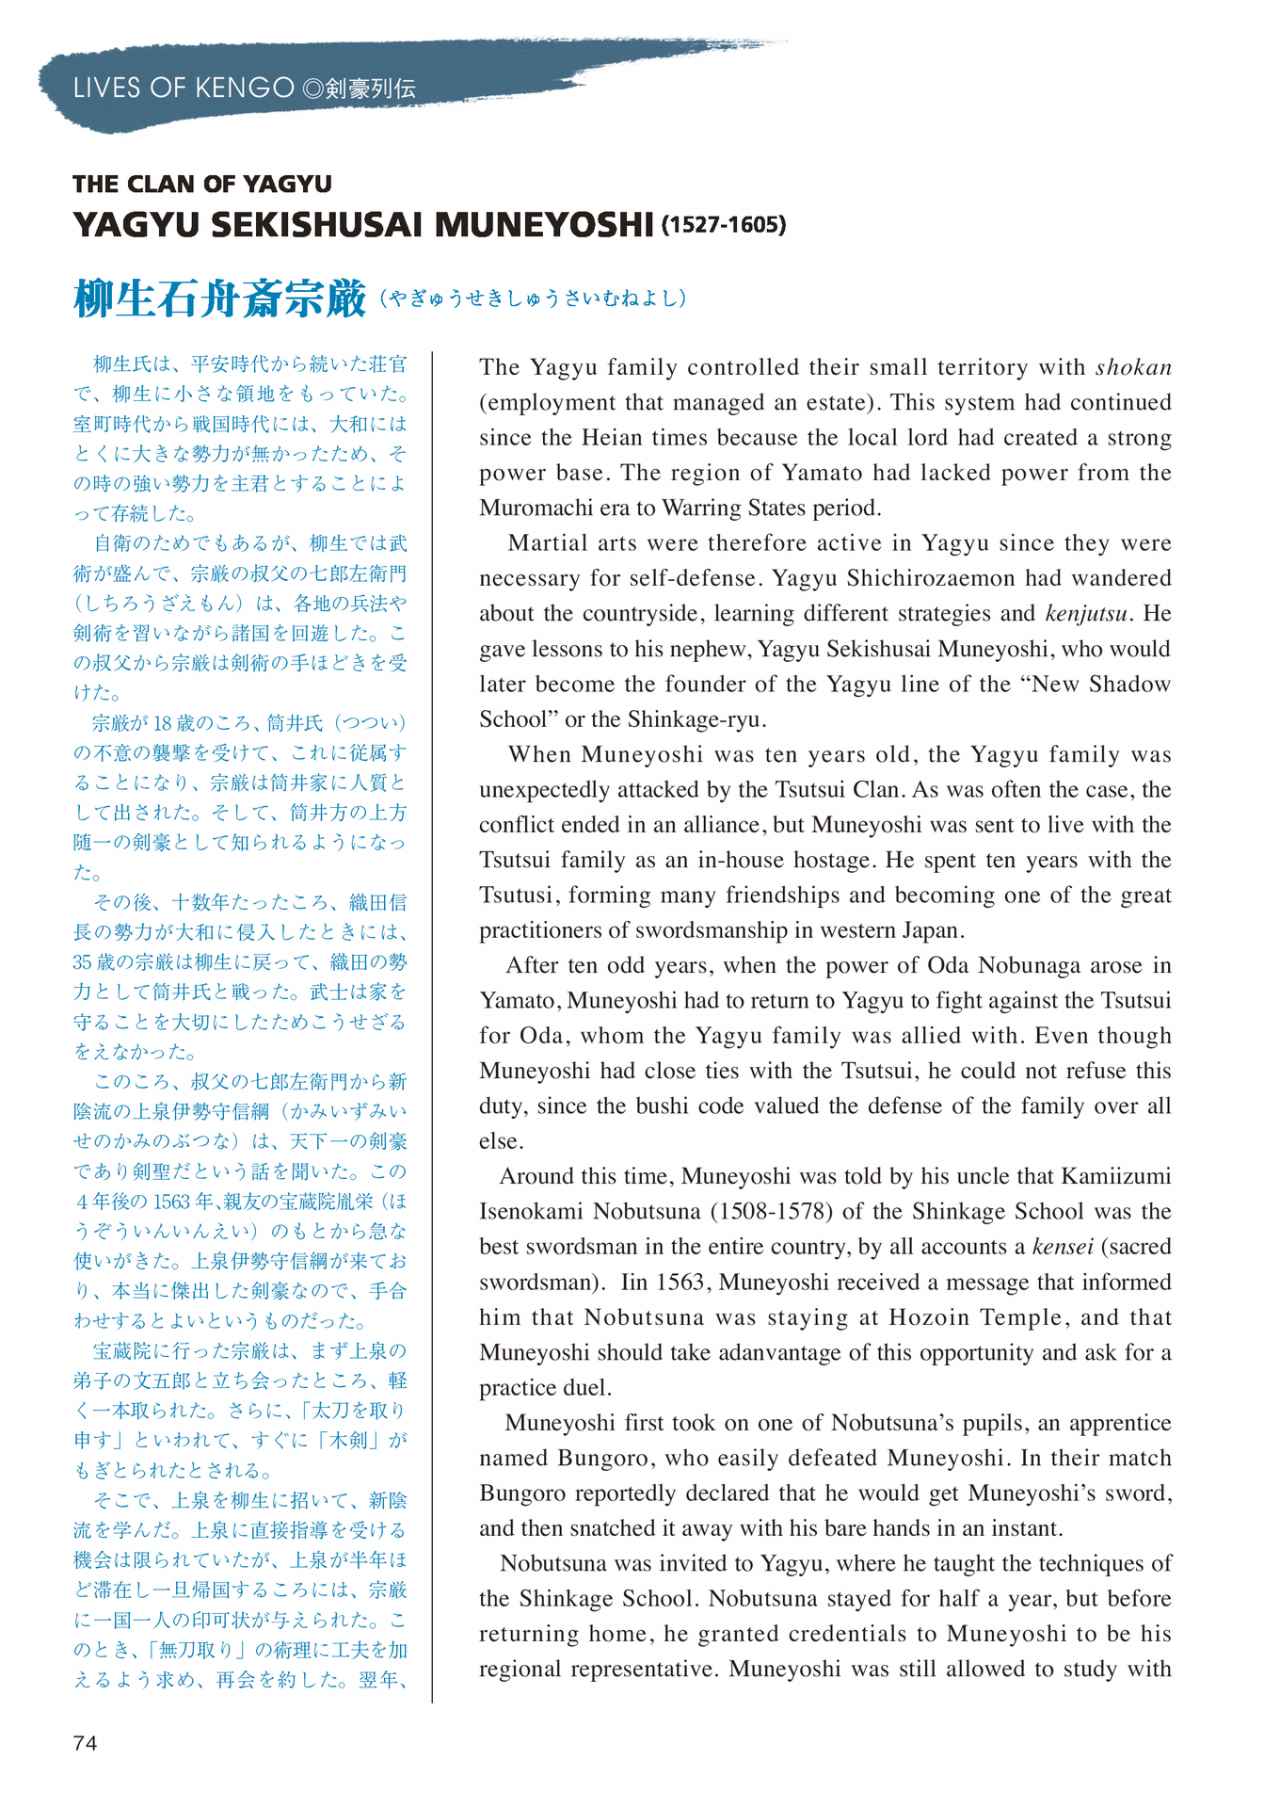 LIVES OF KENGO ◎剣豪列伝
THE CLAN OF YAGYU
YAGYU SEKISHUSAI MUNEYOSHI (1527-1605)
柳生石舟斎宗厳（やぎゅうせきしゅうさいむねよし）
柳生氏は、平安時代から続いた荘官
で、柳生に小さな領地をもっていた。
室町時代から戦国時代には、大和には
とくに大きな勢力が無かったため、そ
の時の強い勢力を主君とすることによ
って存続した。
自衛のためでもあるが、柳生では武
術が盛んで、宗厳の叔父の七郎左衛門
（しちろうざえもん）は、各地の兵法や
剣術を習いながら諸国を回遊した。こ
の叔父から宗厳は剣術の手ほどきを受
けた。
宗厳が 18 歳のころ、筒井氏（つつい）
の不意の襲撃を受けて、これに従属す
ることになり、宗厳は筒井家に人質と
して出された。そして、筒井方の上方
随一の剣豪として知られるようになっ
た。
その後、十数年たったころ、織田信
長の勢力が大和に侵入したときには、
35 歳の宗厳は柳生に戻って、織田の勢
力として筒井氏と戦った。武士は家を
守ることを大切にしたためこうせざる
をえなかった。
このころ、叔父の七郎左衛門から新
陰流の上泉伊勢守信綱（かみいずみい
せのかみのぶつな）は、天下一の剣豪
であり剣聖だという話を聞いた。この
４年後の 1563 年、親友の宝蔵院胤栄（ほ
うぞういんいんえい）のもとから急な
使いがきた。上泉伊勢守信綱が来てお
り、本当に傑出した剣豪なので、手合
わせするとよいというものだった。
宝蔵院に行った宗厳は、まず上泉の
弟子の文五郎と立ち会ったところ、軽
く一本取られた。さらに、「太刀を取り
申す」といわれて、すぐに「木剣」が
もぎとられたとされる。
そこで、上泉を柳生に招いて、新陰
流を学んだ。上泉に直接指導を受ける
機会は限られていたが、上泉が半年ほ
ど滞在し一旦帰国するころには、宗厳
に一国一人の印可状が与えられた。こ
のとき、「無刀取り」の術理に工夫を加
えるよう求め、再会を約した。翌年、
The Yagyu family controlled their small territory with shokan
(employment that managed an estate). This system had continued
since the Heian times because the local lord had created a strong
power base. The region of Yamato had lacked power from the
Muromachi era to Warring States period.
Martial arts were therefore active in Yagyu since they were
necessary for self-defense. Yagyu Shichirozaemon had wandered
about the countryside, learning different strategies and kenjutsu. He
gave lessons to his nephew, Yagyu Sekishusai Muneyoshi, who would
later become the founder of the Yagyu line of the “New Shadow
School” or the Shinkage-ryu.
When Muneyoshi was ten years old, the Yagyu family was
unexpectedly attacked by the Tsutsui Clan. As was often the case, the
conflict ended in an alliance, but Muneyoshi was sent to live with the
Tsutsui family as an in-house hostage. He spent ten years with the
Tsutusi, forming many friendships and becoming one of the great
practitioners of swordsmanship in western Japan.
After ten odd years, when the power of Oda Nobunaga arose in
Yamato, Muneyoshi had to return to Yagyu to fight against the Tsutsui
for Oda, whom the Yagyu family was allied with. Even though
Muneyoshi had close ties with the Tsutsui, he could not refuse this
duty, since the bushi code valued the defense of the family over all
else.
Around this time, Muneyoshi was told by his uncle that Kamiizumi
Isenokami Nobutsuna (1508-1578) of the Shinkage School was the
best swordsman in the entire country, by all accounts a kensei (sacred
swordsman). Iin 1563, Muneyoshi received a message that informed
him that Nobutsuna was staying at Hozoin Temple, and that
Muneyoshi should take adanvantage of this opportunity and ask for a
practice duel.
Muneyoshi first took on one of Nobutsuna’s pupils, an apprentice
named Bungoro, who easily defeated Muneyoshi. In their match
Bungoro reportedly declared that he would get Muneyoshi’s sword,
and then snatched it away with his bare hands in an instant.
Nobutsuna was invited to Yagyu, where he taught the techniques of
the Shinkage School. Nobutsuna stayed for half a year, but before
returning home, he granted credentials to Muneyoshi to be his
regional representative. Muneyoshi was still allowed to study with
74